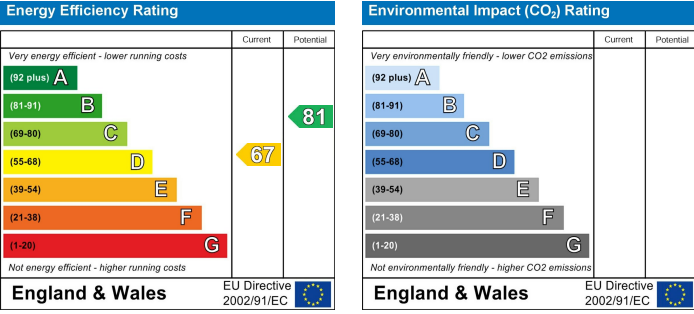 Energy Efficiency Rating
Current Potential
Very energy efficient - lower running costs
(92 plus) A
(81-91) B
(69-80) C
(55-68) D
(39-54) E
(21-38) F
(1-20) G
67
81
Not energy efficient - higher running costs
England & Wales
EU Directive
2002/91/EC
Environmental Impact (CO₂) Rating
Current Potential
Very environmentally friendly - lower CO2 emissions
(92 plus) A
(81-91) B
(69-80) C
(55-68) D
(39-54) E
(21-38) F
(1-20) G
Not environmentally friendly - higher CO2 emissions
England & Wales
EU Directive
2002/91/EC